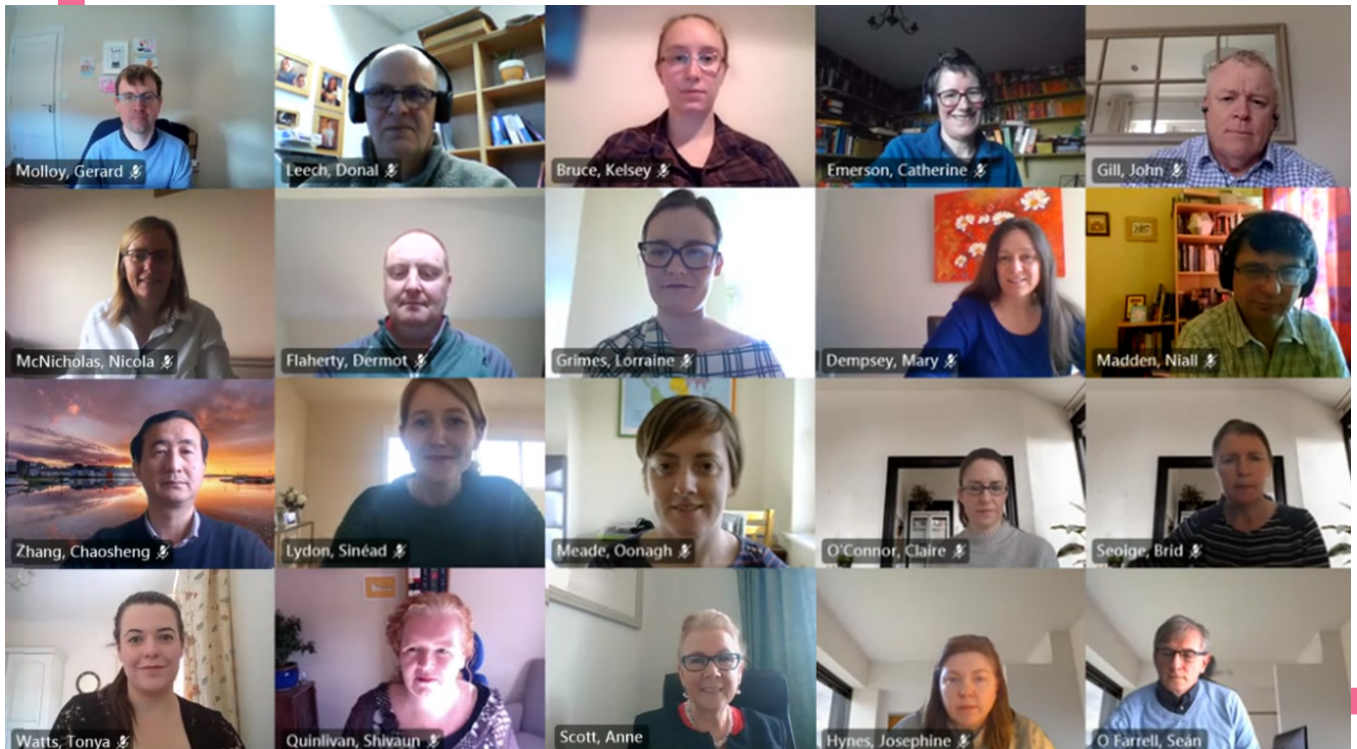 Molloy, Gerard
Leech, Donal
Bruce, Kelsey
Emerson, Catherine
Gill, John
McNicholas, Nicola
Flaherty, Dermot
Grimes, Lorraine
Dempsey, Mary
Madden, Niall
Zhang, Chaosheng
Lydon, Sinéad
Meade, Oonagh
O'Connor, Claire
Seoige, Brid
Watts, Tonya
Quinlivan, Shivaun
Scott, Anne
Hynes, Josephine
O Farrell, Seán